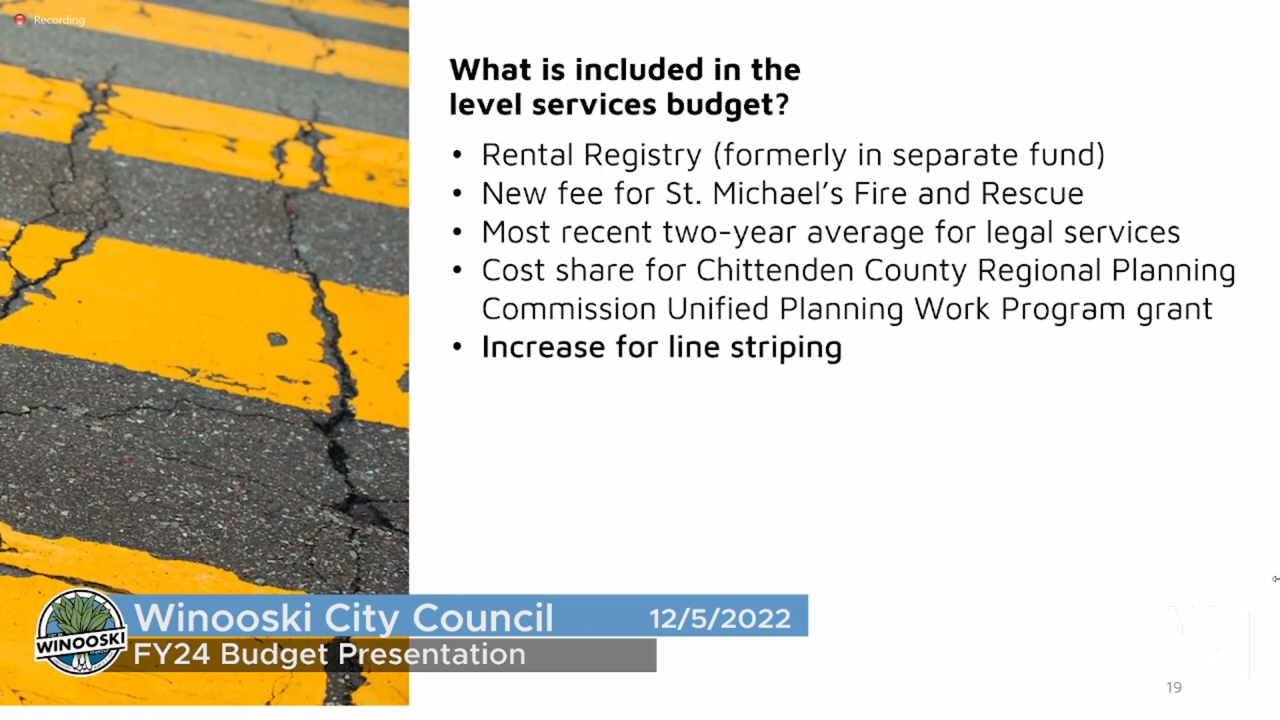 Recording
What is included in the
level services budget?
• Rental Registry (formerly in separate fund)
• New fee for St. Michael’s Fire and Rescue
• Most recent two-year average for legal services
• Cost share for Chittenden County Regional Planning
Commission Unified Planning Work Program grant
• Increase for line striping
WINOOSKI
Winooski City Council 12/5/2022
FY24 Budget Presentation
19